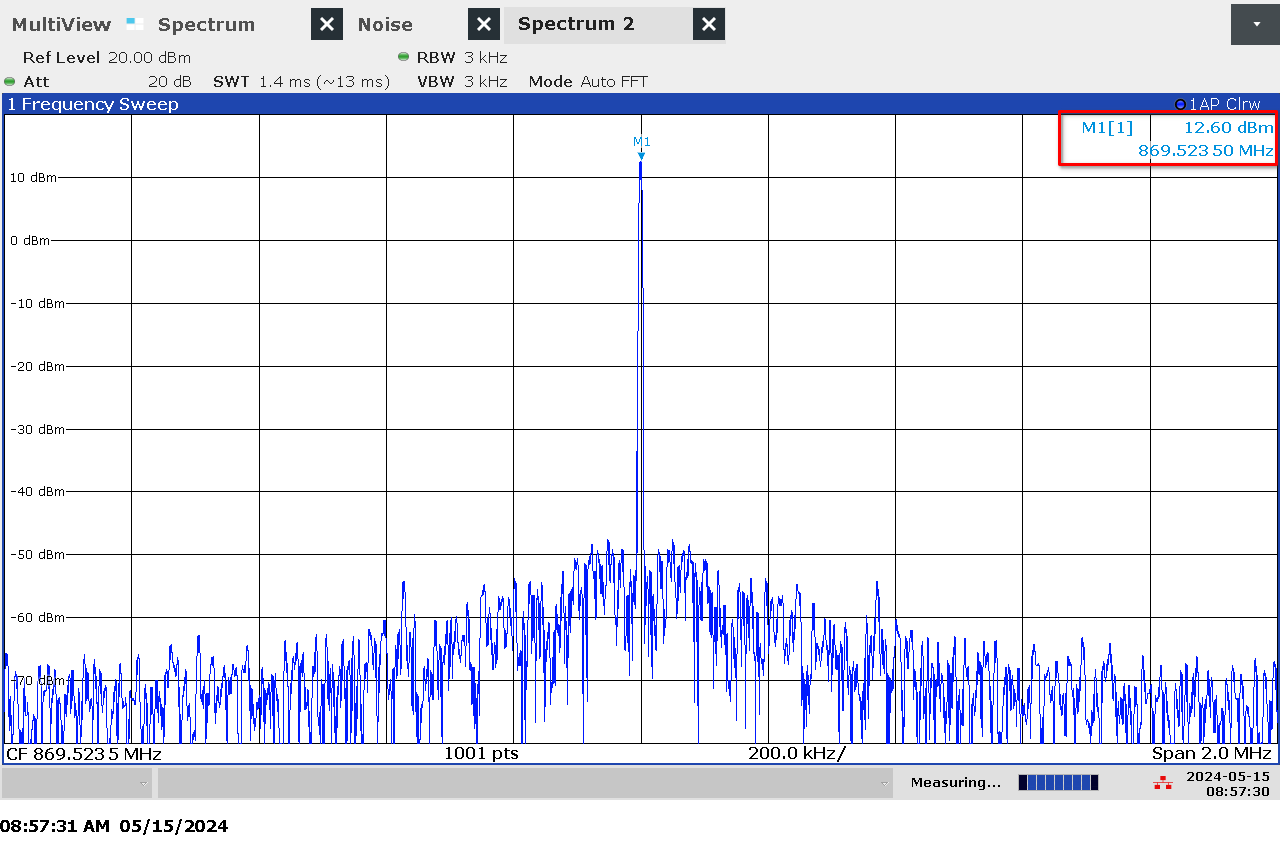 MultiView Spectrum Noise Spectrum 2
Ref Level 20.00 dBm RBW 3 kHz
Att 20 dB SWT 1.4 ms (~13 ms) VBW 3 kHz Mode Auto FFT
1 Frequency Sweep 1AP Clrw
M1[1] 12.60 dBm
869.523 50 MHz
M1
10 dBm
0 dBm
-10 dBm
-20 dBm
-30 dBm
-40 dBm
-50 dBm
-60 dBm
-70 dBm
CF 869.523 5 MHz 1001 pts 200.0 kHz/ Span 2.0 MHz
Measuring... 2024-05-15
08:57:30
08:57:31 AM 05/15/2024